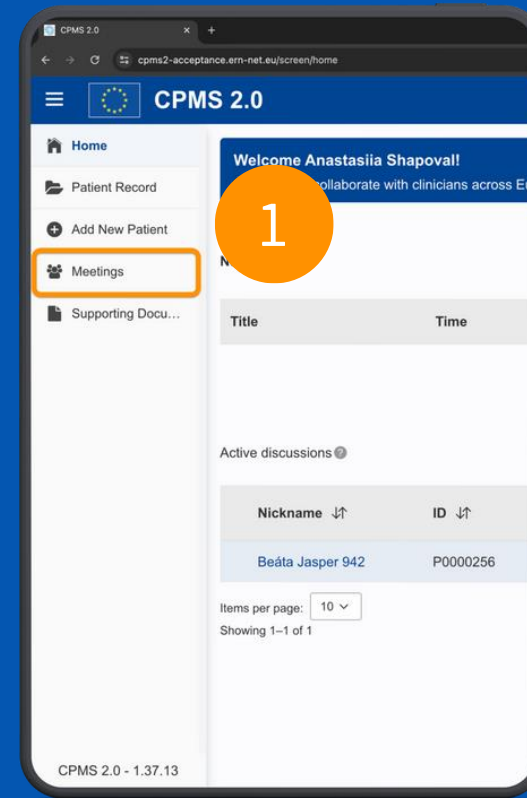 CPMS 2.0
cpms2-acceptance.ern-net.eu/screen/home
CPMS 2.0
Home
Patient Record
Add New Patient
Meetings
Supporting Docu...
Welcome Anastasiia Shapoval!
collaborate with clinicians across
1
Title Time
Active discussions
Nickname ID
Beáta Jasper 942 P0000256
Items per page: 10
Showing 1–1 of 1
CPMS 2.0 - 1.37.13